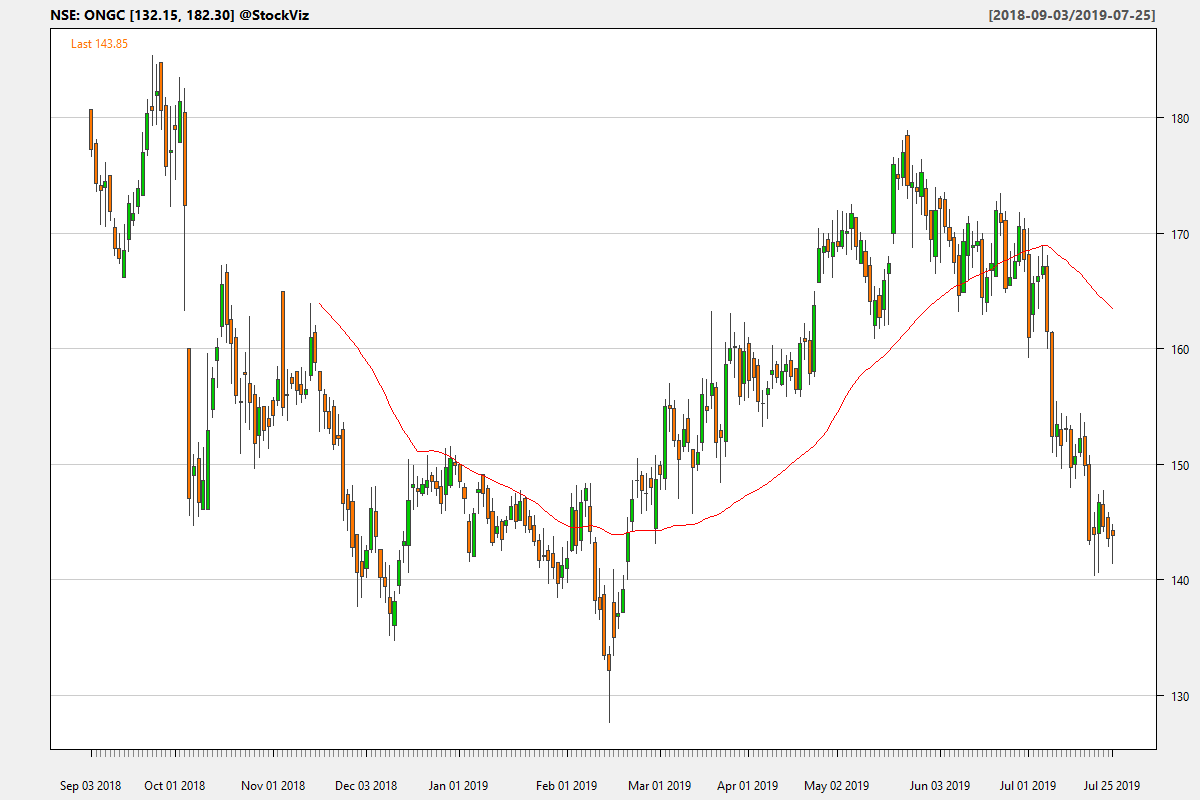 NSE: ONGC [132.15, 182.30] @StockViz
[2018-09-03/2019-07-25]
Last 143.85
180
170
160
150
140
130
Sep 03 2018
Oct 01 2018
Nov 01 2018
Dec 03 2018
Jan 01 2019
Feb 01 2019
Mar 01 2019
Apr 01 2019
May 02 2019
Jun 03 2019
Jul 01 2019
Jul 25 2019